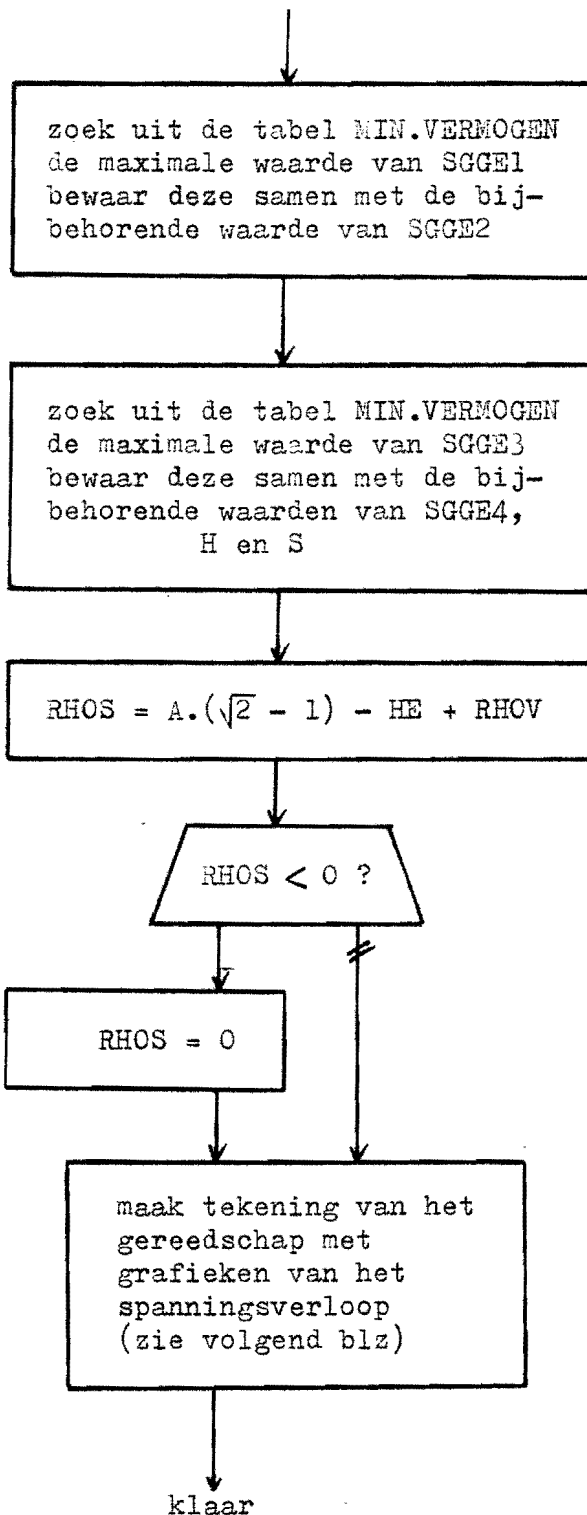 zoek uit de tabel MIN.VERMOGEN
de maximale waarde van SGGE1
bewaar deze samen met de bij-
behorende waarde van SGGE2
zoek uit de tabel MIN.VERMOGEN
de maximale waarde van SGGE3
bewaar deze samen met de bij-
behorende waarden van SGGE4,
H en S
RHOS = A.(√2 - 1) - HE + RHOV
RHOS < 0 ?
RHOS = 0
maak tekening van het
gereedschap met
grafieken van het
spanningsverloop
(zie volgend blz)
klaar